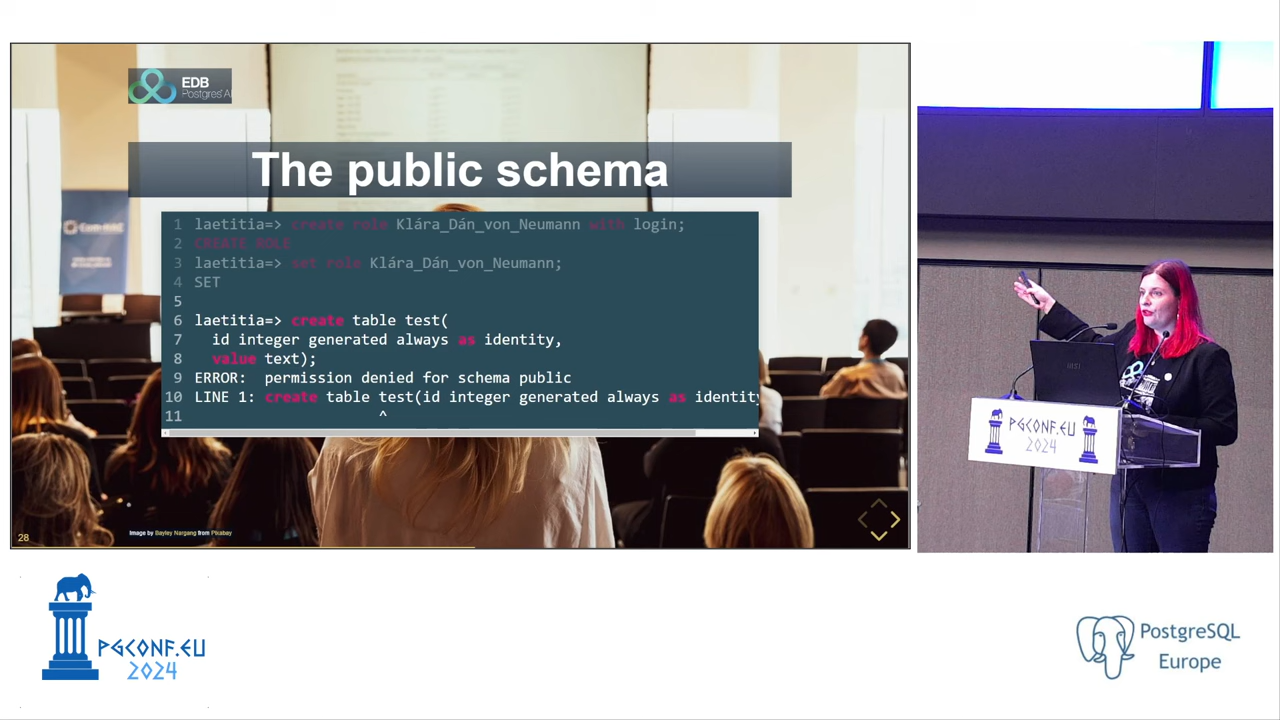 EDB
Postgres AI
The public schema
1 laetitia=> create role Klára_Dán_von_Neumann with login;
2 CREATE ROLE
3 laetitia=> set role Klára_Dán_von_Neumann;
4 SET
5
6 laetitia=> create table test(
7 id integer generated always as identity,
8 value text);
9 ERROR: permission denied for schema public
10 LINE 1: create table test(id integer generated always as identity
11 ^
28
Image by Bayley Nargang from Pixabay
PGCONF.EU
2024
PGCONF.EU
2024
PostgreSQL
Europe